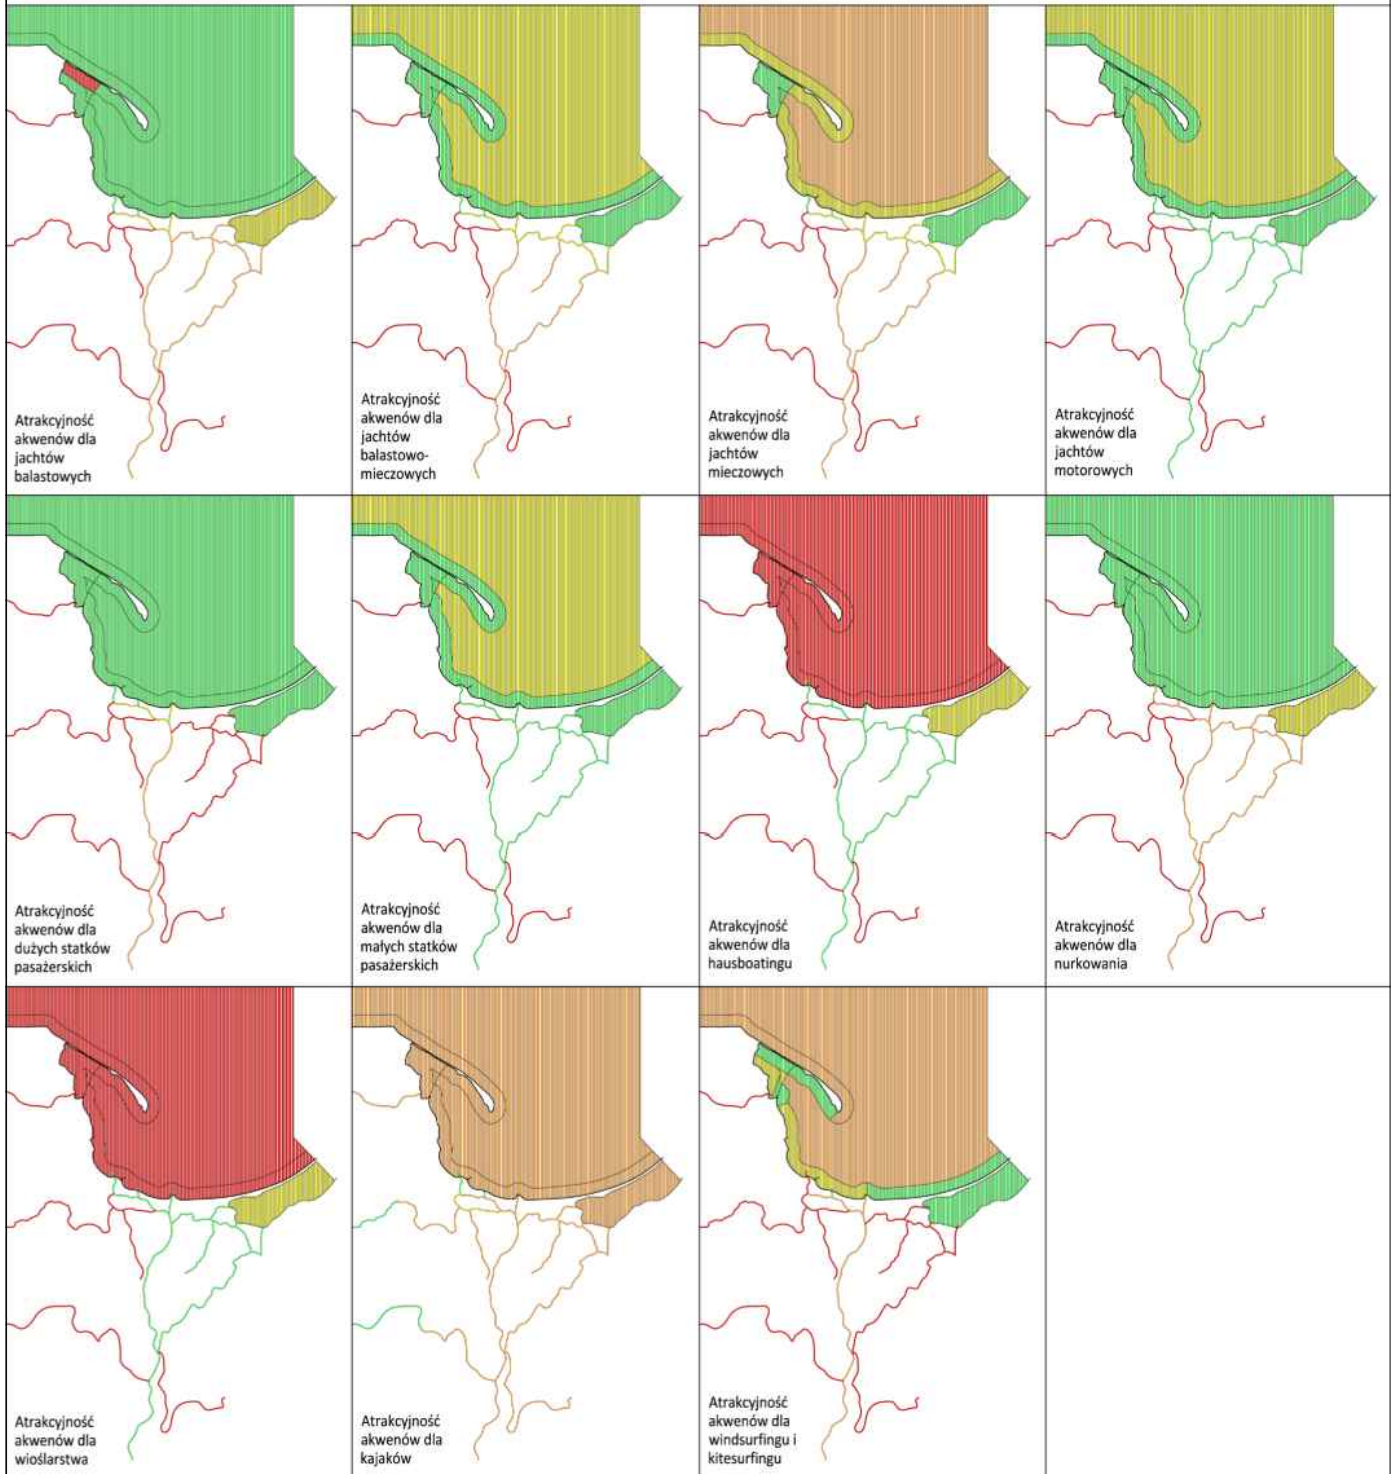 Atrakcyjność
akwenów dla
jachtów
balastowych
Atrakcyjność
akwenów dla
jachtów
balastowo-
mieczowych
Atrakcyjność
akwenów dla
jachtów
mieczowych
Atrakcyjność
akwenów dla
jachtów
motorowych
Atrakcyjność
akwenów dla
dużych statków
pasażerskich
Atrakcyjność
akwenów dla
małych statków
pasażerskich
Atrakcyjność
akwenów dla
hausboatingu
Atrakcyjność
akwenów dla
nurkowania
Atrakcyjność
akwenów dla
wioślarstwa
Atrakcyjność
akwenów dla
kajaków
Atrakcyjność
akwenów dla
windsurfingu i
kitesurfingu